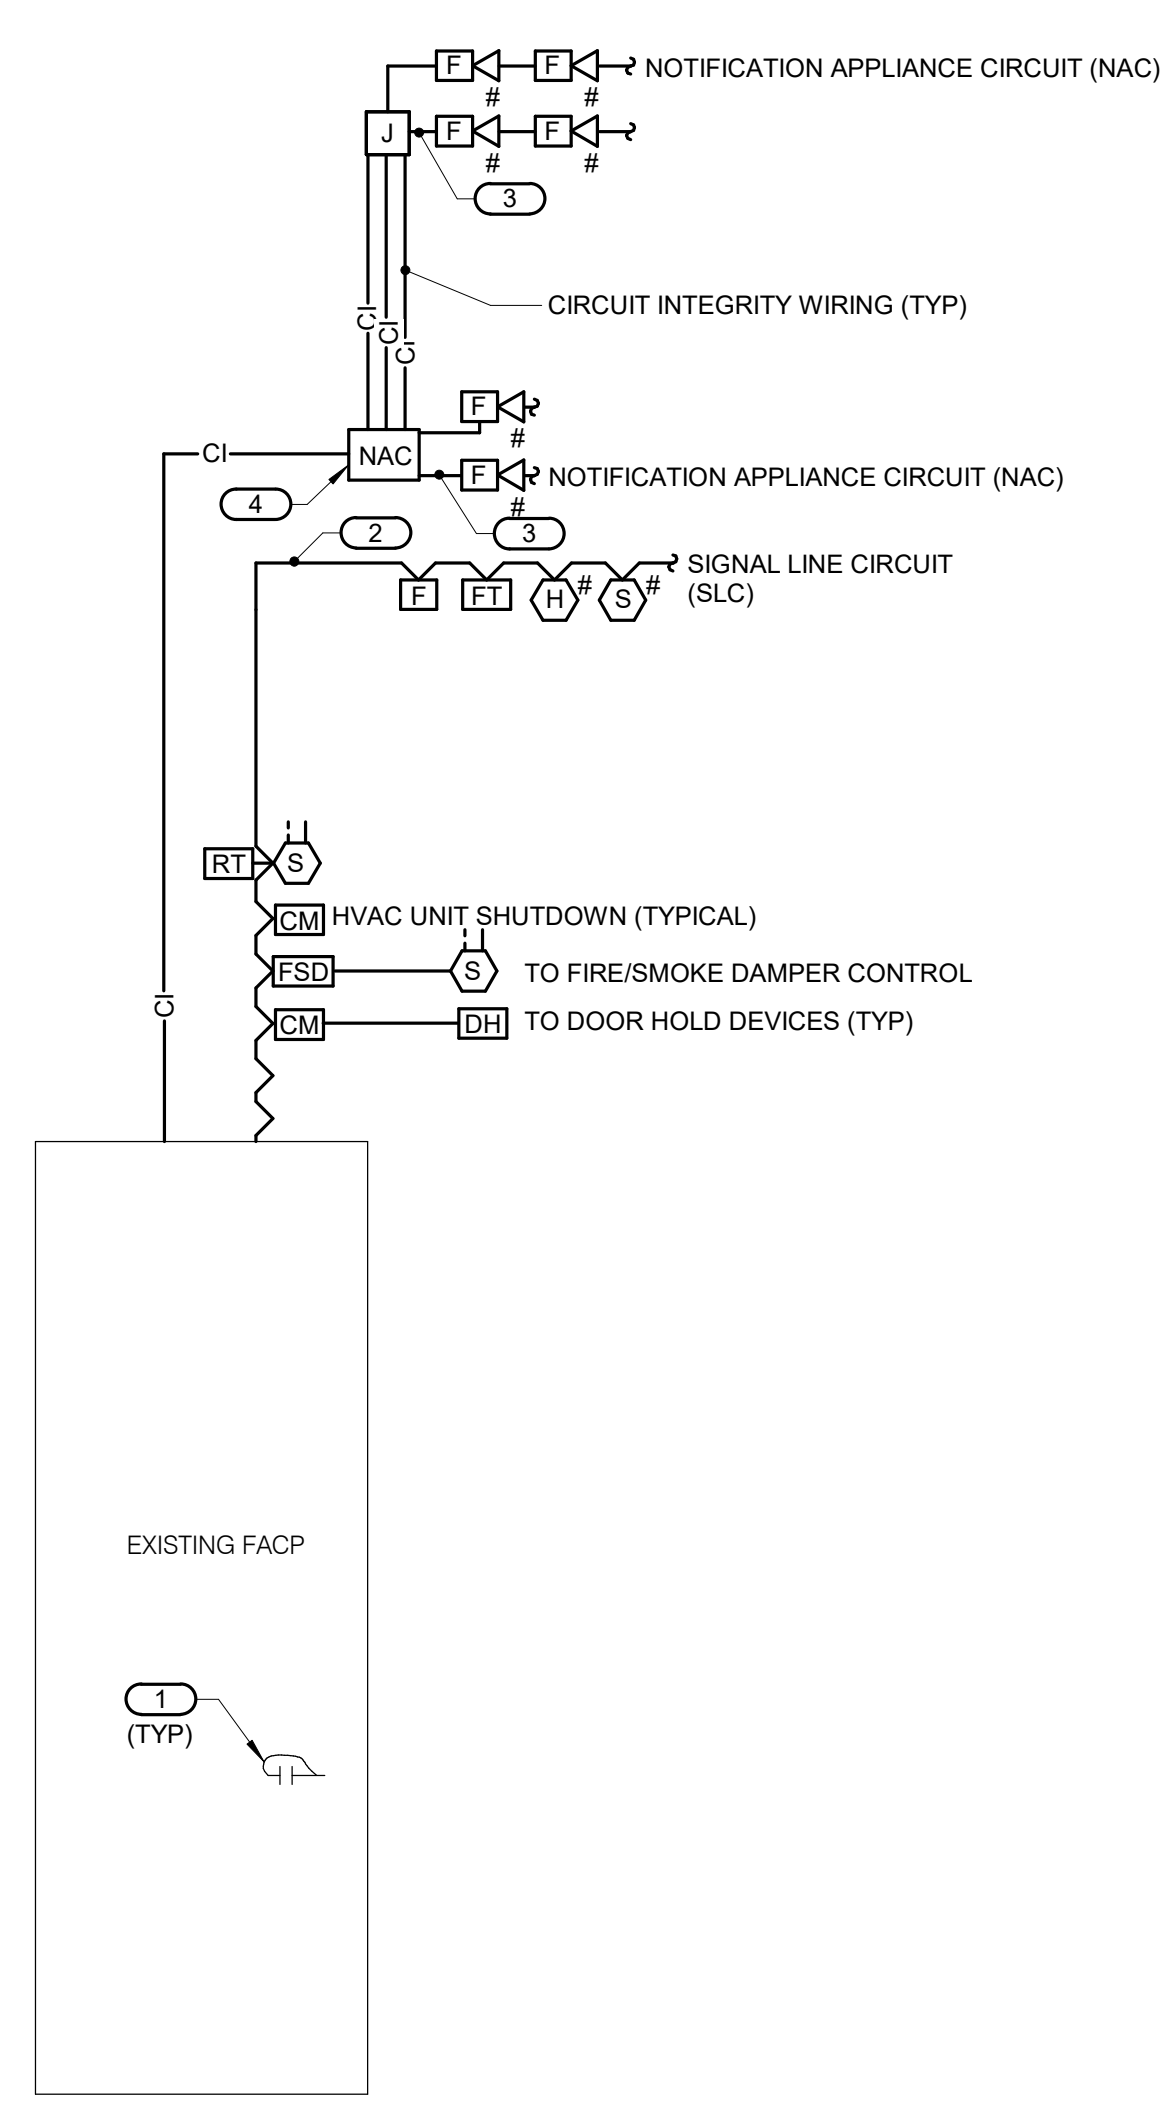 F F NOTIFICATION APPLIANCE CIRCUIT (NAC)
# #
J F F
# #
3
CIRCUIT INTEGRITY WIRING (TYP)
CI CI CI
F
#
CI NAC
F NOTIFICATION APPLIANCE CIRCUIT (NAC)
#
4
2 3
SIGNAL LINE CIRCUIT
(SLC)
F FT H # S #
RT S
CM HVAC UNIT SHUTDOWN (TYPICAL)
FSD S TO FIRE/SMOKE DAMPER CONTROL
CI
CM DH TO DOOR HOLD DEVICES (TYP)
EXISTING FACP
1
(TYP)